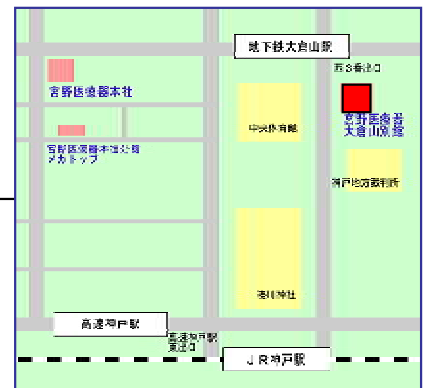 地下鉄大倉山駅
西3番出口
宮野医療器本社
宮野医療器
大倉山別館
中央体育館
宮野医療器本社分館
メカトップ
神戸地方裁判所
湊川神社
高速神戸駅
高速神戸駅
東出口
JR神戸駅